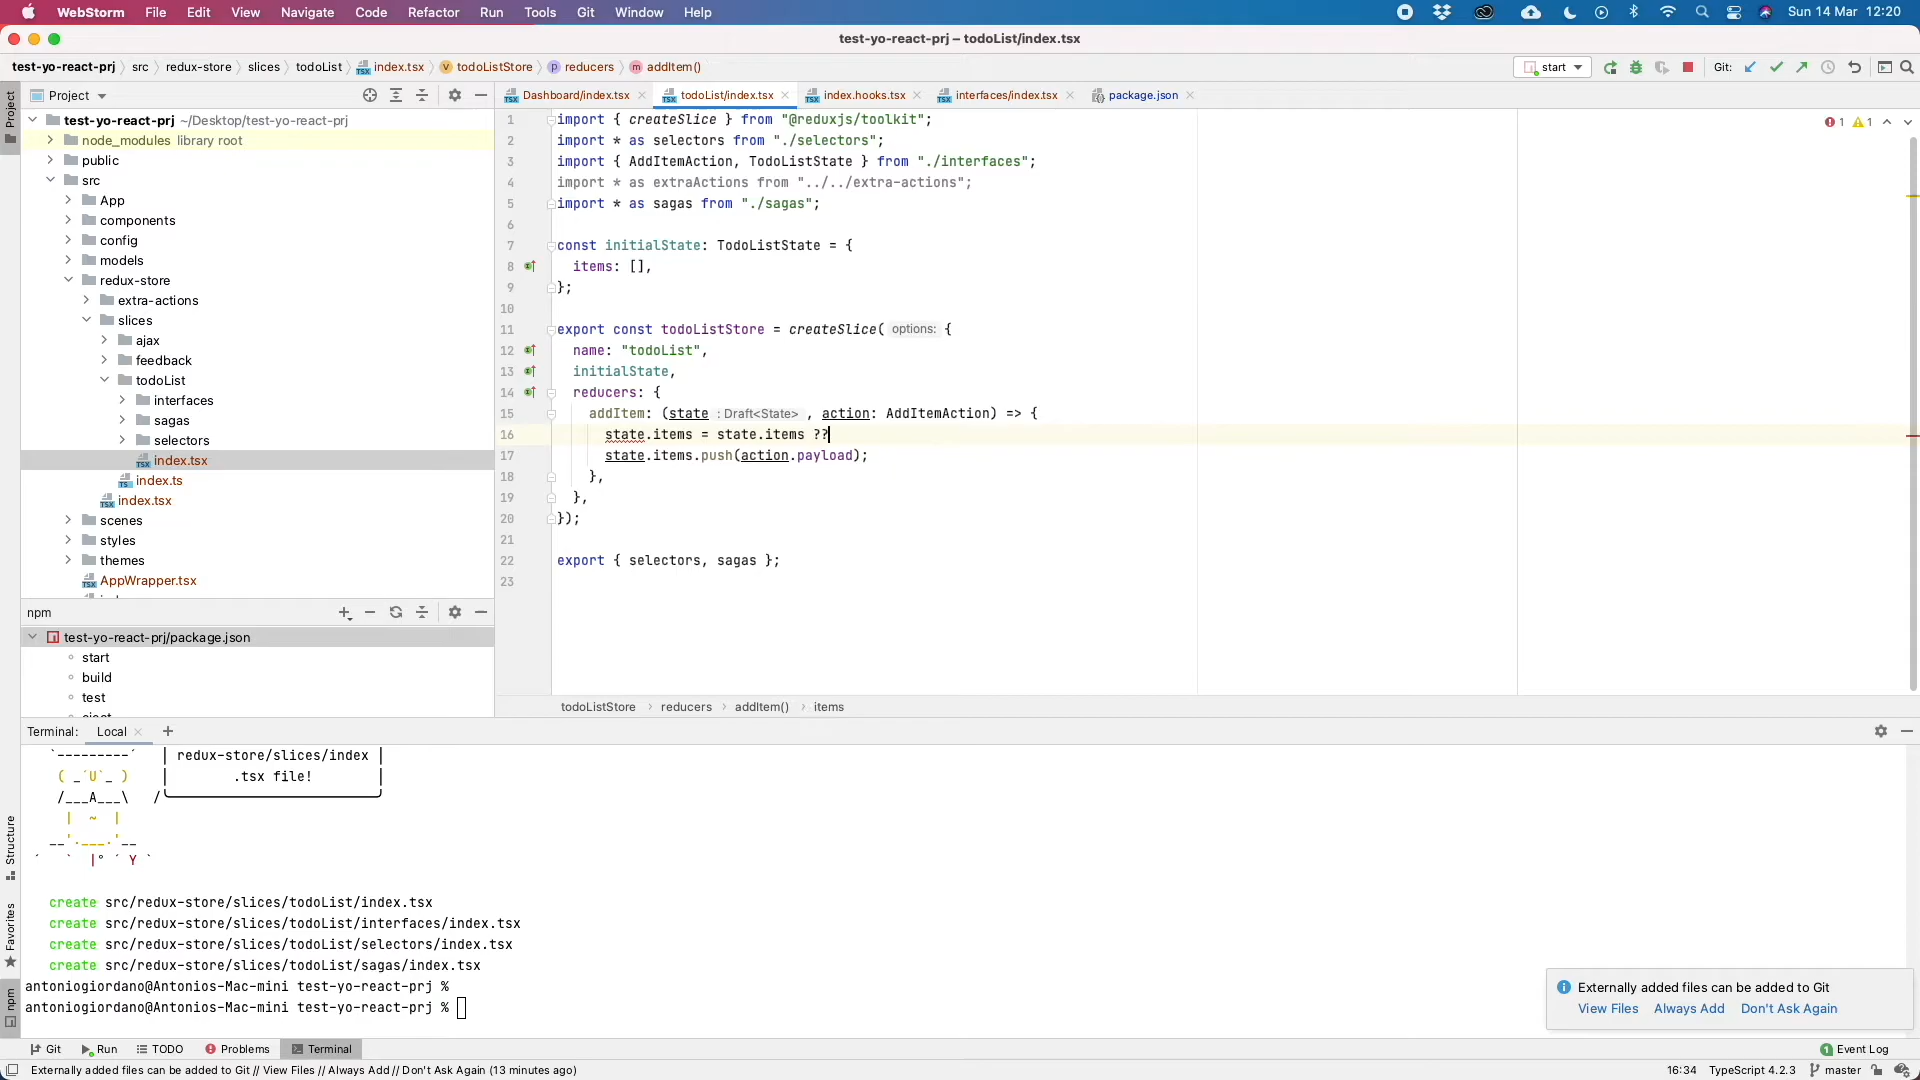 WebStorm File Edit View Navigate Code Refactor Run Tools Git Window Help Sun 14 Mar 12:20
test-yo-react-prj – todoList/index.tsx
test-yo-react-prj src redux-store slices todoList index.tsx todoListStore reducers addItem() start Git:
Project
Dashboard/index.tsx todoList/index.tsx index.hooks.tsx interfaces/index.tsx package.json
test-yo-react-prj ~/Desktop/test-yo-react-prj
node_modules library root
public
src
App
components
config
models
redux-store
extra-actions
slices
ajax
feedback
todoList
interfaces
sagas
selectors
index.tsx
index.ts
index.tsx
scenes
styles
themes
AppWrapper.tsx
1 import { createSlice } from "@reduxjs/toolkit";
2 import * as selectors from "./selectors";
3 import { AddItemAction, TodoListState } from "./interfaces";
4 import * as extraActions from "../../extra-actions";
5 import * as sagas from "./sagas";
6
7 const initialState: TodoListState = {
8 items: [],
9 };
10
11 export const todoListStore = createSlice( options: {
12 name: "todoList",
13 initialState,
14 reducers: {
15 addItem: (state : Draft<State> , action: AddItemAction) => {
16 state.items = state.items ??
17 state.items.push(action.payload);
18 },
19 },
20 });
21
22 export { selectors, sagas };
23
1 1
todoListStore reducers addItem() items
npm
test-yo-react-prj/package.json
start
build
test
Project
Structure
Favorites
npm
Terminal: Local
redux-store/slices/index
.tsx file!
create src/redux-store/slices/todoList/index.tsx
create src/redux-store/slices/todoList/interfaces/index.tsx
create src/redux-store/slices/todoList/selectors/index.tsx
create src/redux-store/slices/todoList/sagas/index.tsx
antoniogiordano@Antonios-Mac-mini test-yo-react-prj %
antoniogiordano@Antonios-Mac-mini test-yo-react-prj %
Externally added files can be added to Git
View Files Always Add Don't Ask Again
Git Run TODO Problems Terminal 1 Event Log
Externally added files can be added to Git // View Files // Always Add // Don't Ask Again (13 minutes ago) 16:34 TypeScript 4.2.3 master